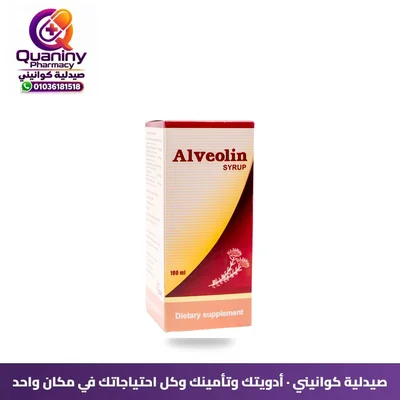 Quaniny
Pharmacy
صيدلية كوانيني
01036181518
Alveolin
SYRUP
100 ml
Dietary supplement
صيدلية كوانيني · أدويتك وتأمينك وكل احتياجاتك في مكان واحد